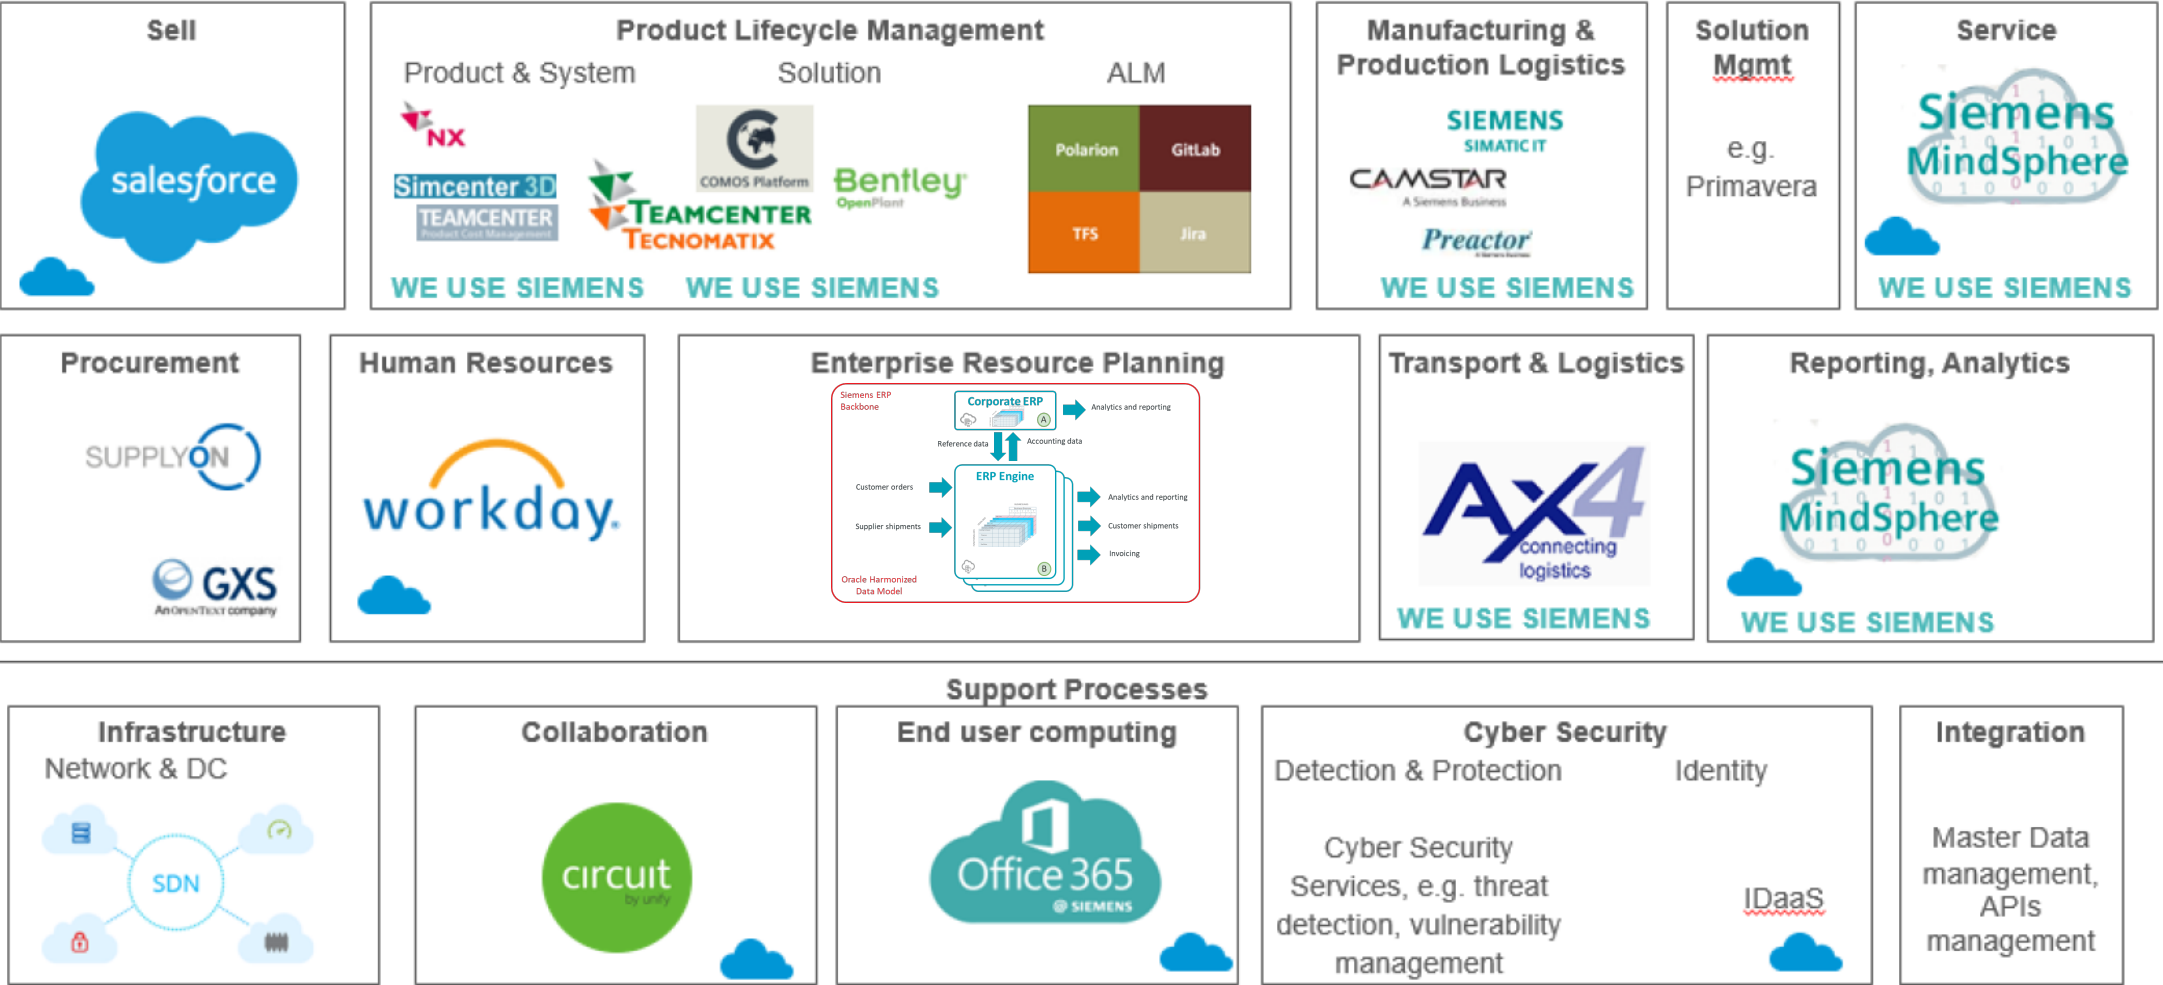 Sell
salesforce
Product Lifecycle Management
Product & System
Solution
ALM
NX
Simcenter 3D
TEAMCENTER
Product Cost Management
COMOS Platform
TEAMCENTER
TECNOMATIX
Bentley
OpenPlant
Polarion
GitLab
TFS
Jira
WE USE SIEMENS
WE USE SIEMENS
Manufacturing &
Production Logistics
SIEMENS
SIMATIC IT
CAMSTAR
A Siemens Business
Preactor
A Siemens Business
WE USE SIEMENS
Solution
Mgmt
e.g.
Primavera
Service
Siemens
MindSphere
WE USE SIEMENS
Procurement
SUPPLYON
GXS
An OPENTEXT company
Human Resources
workday.
Enterprise Resource Planning
Siemens ERP
Backbone
Corporate ERP
A
Analytics and reporting
Reference data
Accounting data
ERP Engine
Customer orders
Supplier shipments
Analytics and reporting
Customer shipments
Invoicing
B
Oracle Harmonized
Data Model
Transport & Logistics
AX4
connecting
logistics
WE USE SIEMENS
Reporting, Analytics
Siemens
MindSphere
WE USE SIEMENS
Support Processes
Infrastructure
Network & DC
SDN
Collaboration
circuit
by unify
End user computing
Office 365
@ SIEMENS
Cyber Security
Detection & Protection
Identity
Cyber Security
Services, e.g. threat
detection, vulnerability
management
IDaaS
Integration
Master Data
management,
APIs
management